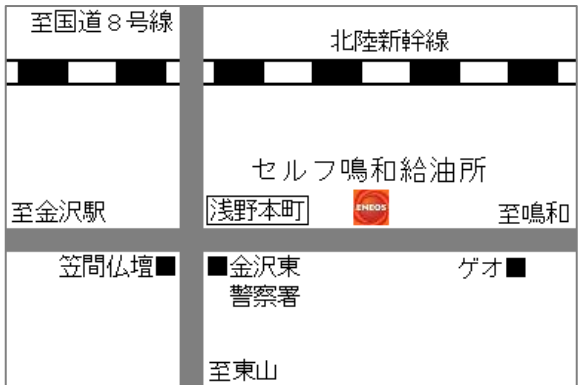 至国道８号線
北陸新幹線
セルフ鳴和給油所
至金沢駅
浅野本町
ENEOS
至鳴和
笠間仏壇■
■金沢東
警察署
ゲオ■
至東山